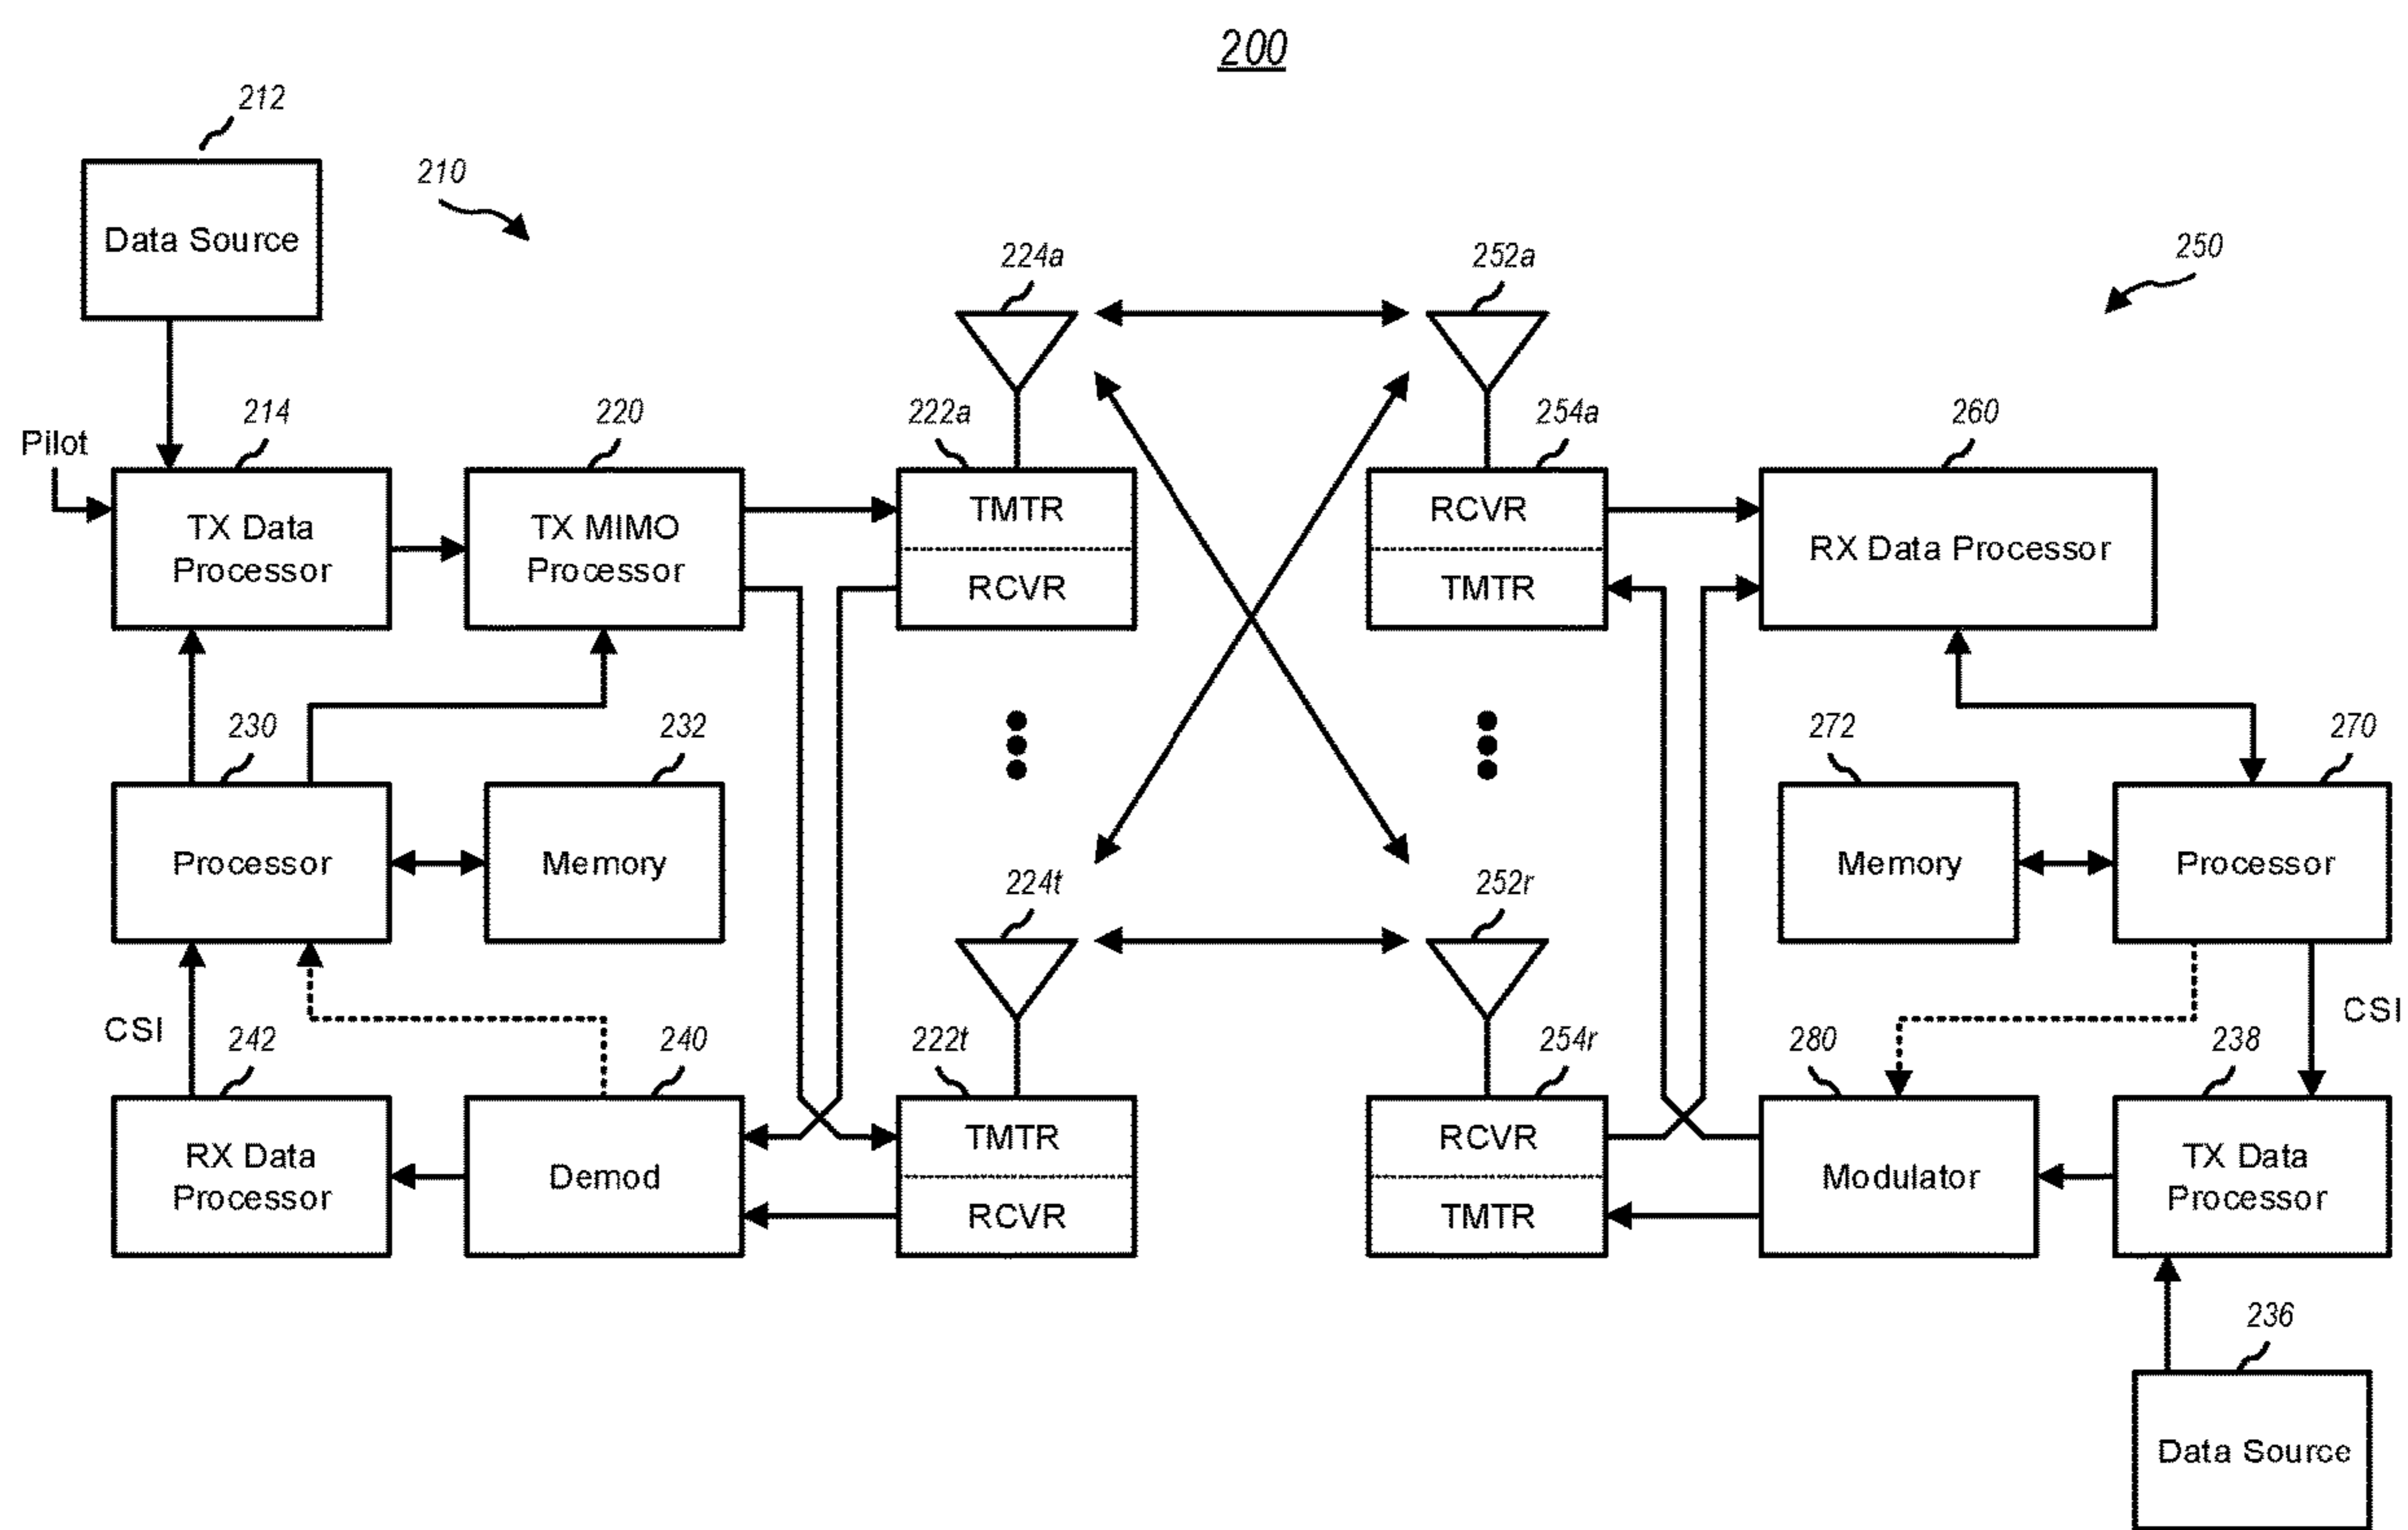 200
212
210
Data Source
224a
252a
250
Pilot
214
220
222a
254a
260
TX Data
Processor
TX MIMO
Processor
TMTR
RCVR
RCVR
TMTR
RX Data Processor
230
232
272
270
Processor
Memory
Memory
Processor
224t
252r
CSI
242
240
222t
254r
280
238
CSI
RX Data
Processor
Demod
TMTR
RCVR
RCVR
TMTR
Modulator
TX Data
Processor
236
Data Source